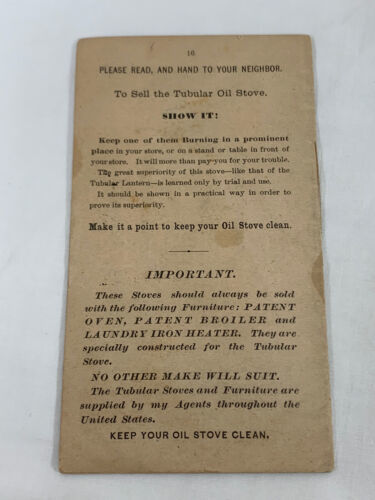 16
PLEASE READ, AND HAND TO YOUR NEIGHBOR.
To Sell the Tubular Oil Stove.
SHOW IT!
Keep one of them Burning in a prominent
place in your store, or on a stand or table in front of
your store. It will more than pay you for your trouble.
The great superiority of this stove—like that of the
Tubular Lantern—is learned only by trial and use.
It should be shown in a practical way in order to
prove its superiority.
Make it a point to keep your Oil Stove clean.
IMPORTANT.
These Stoves should always be sold
with the following Furniture: PATENT
OVEN, PATENT BROILER and
LAUNDRY IRON HEATER. They are
specially constructed for the Tubular
Stove.
NO OTHER MAKE WILL SUIT.
The Tubular Stoves and Furniture are
supplied by my Agents throughout the
United States.
KEEP YOUR OIL STOVE CLEAN,